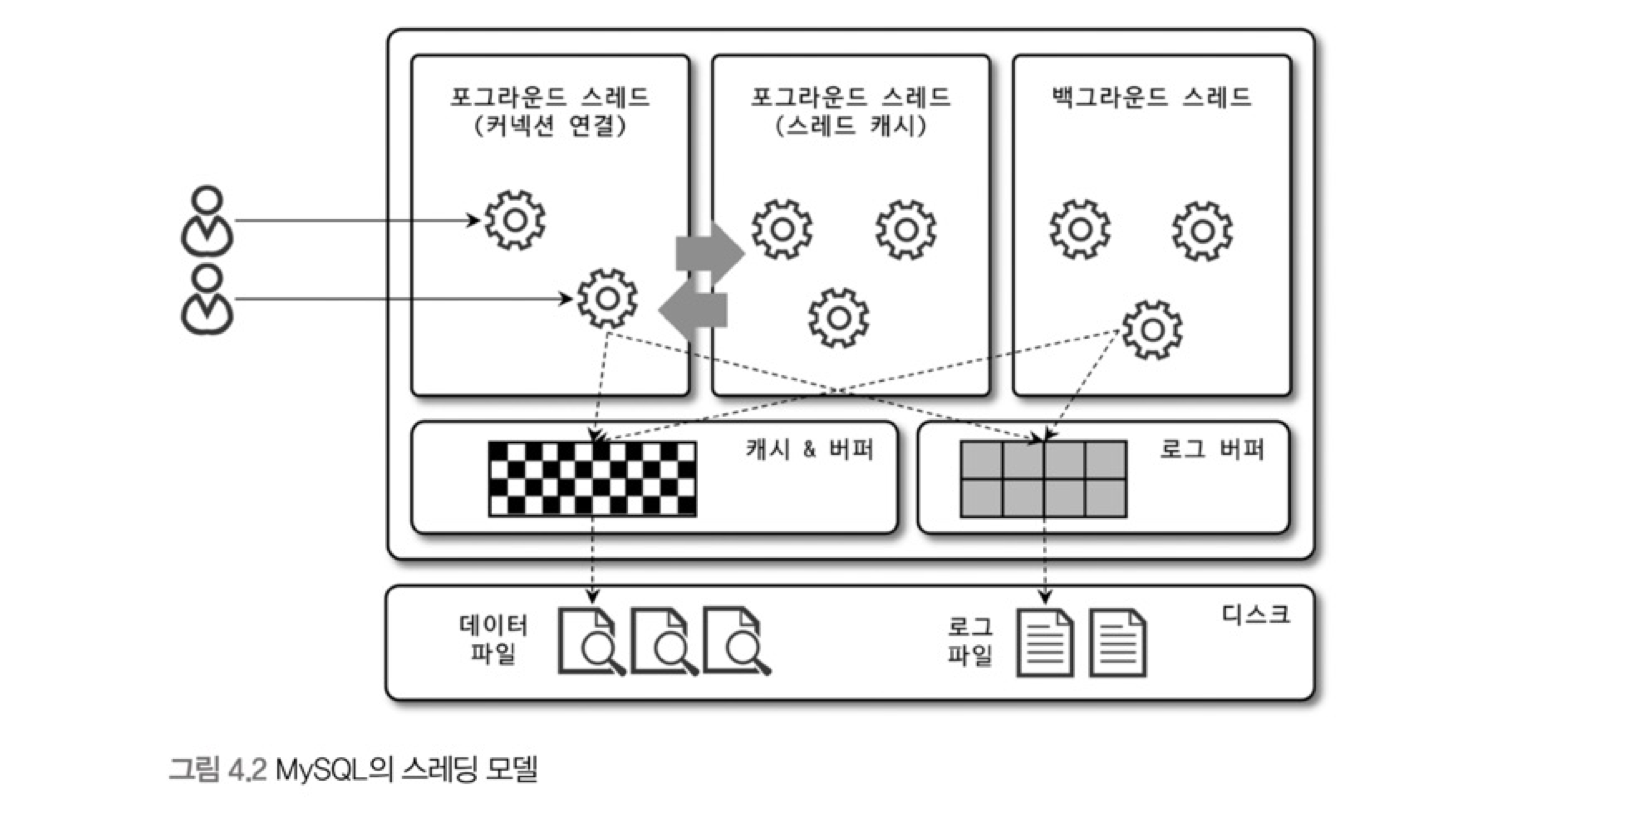 포그라운드 스레드
(커넥션 연결)
포그라운드 스레드
(스레드 캐시)
백그라운드 스레드
캐시 & 버퍼
로그 버퍼
데이터
파일
로그
파일
디스크
그림 4.2 MySQL의 스레딩 모델